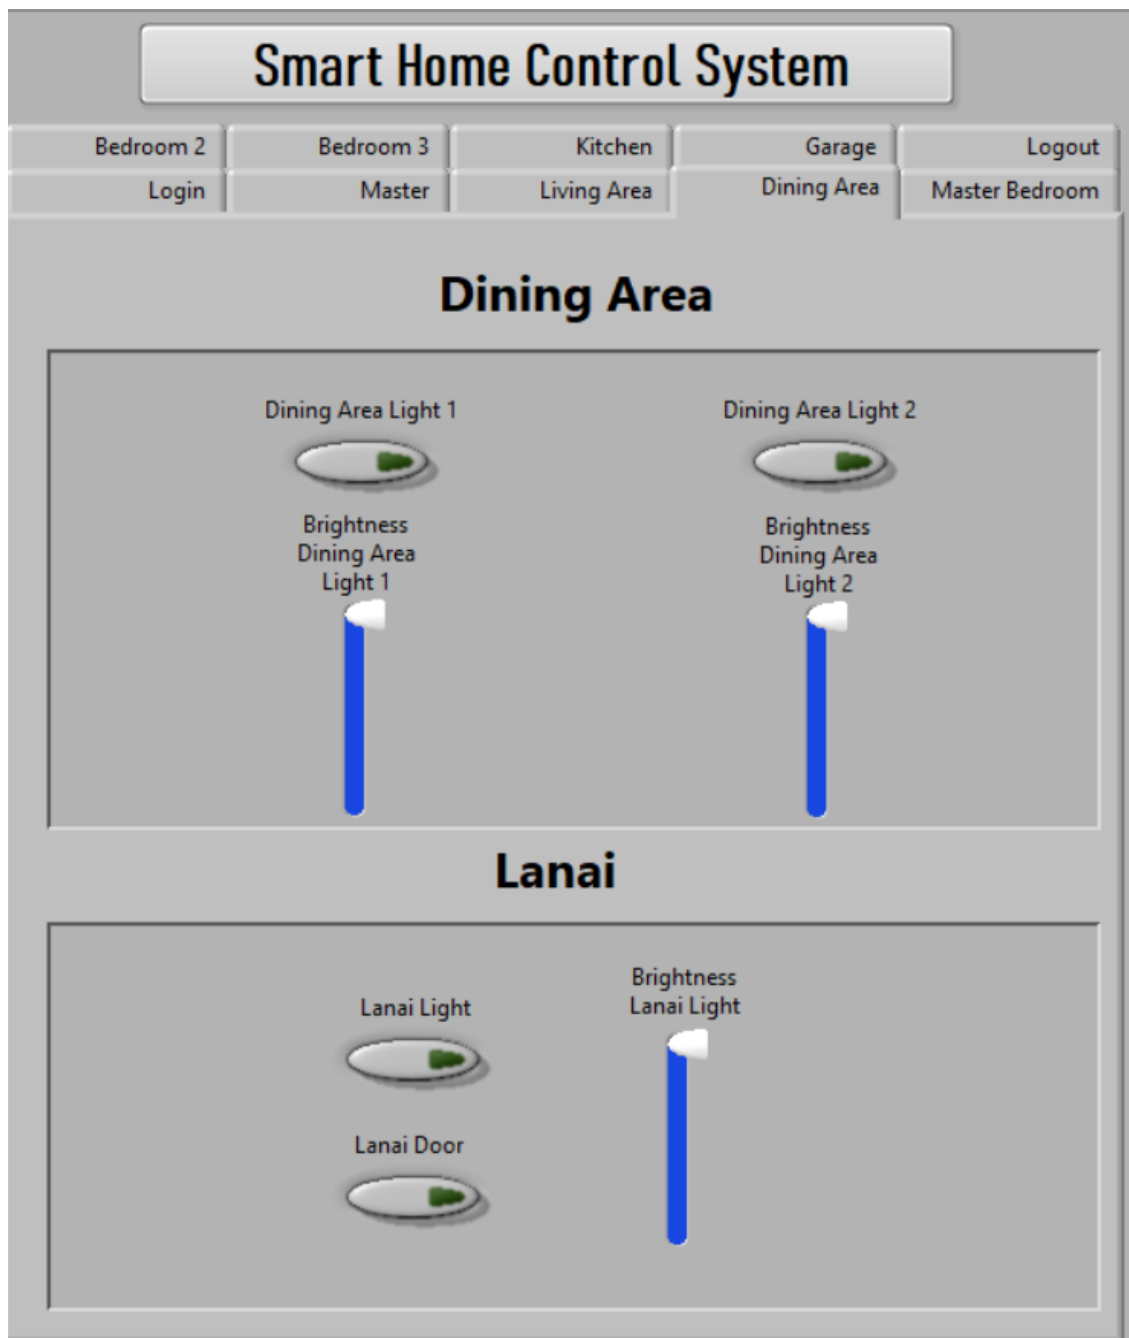 Smart Home Control System
Bedroom 2 Bedroom 3 Kitchen Garage Logout
Login Master Living Area Dining Area Master Bedroom
Dining Area
Dining Area Light 1 Dining Area Light 2
Brightness
Dining Area
Light 1
Brightness
Dining Area
Light 2
Lanai
Lanai Light
Brightness
Lanai Light
Lanai Door